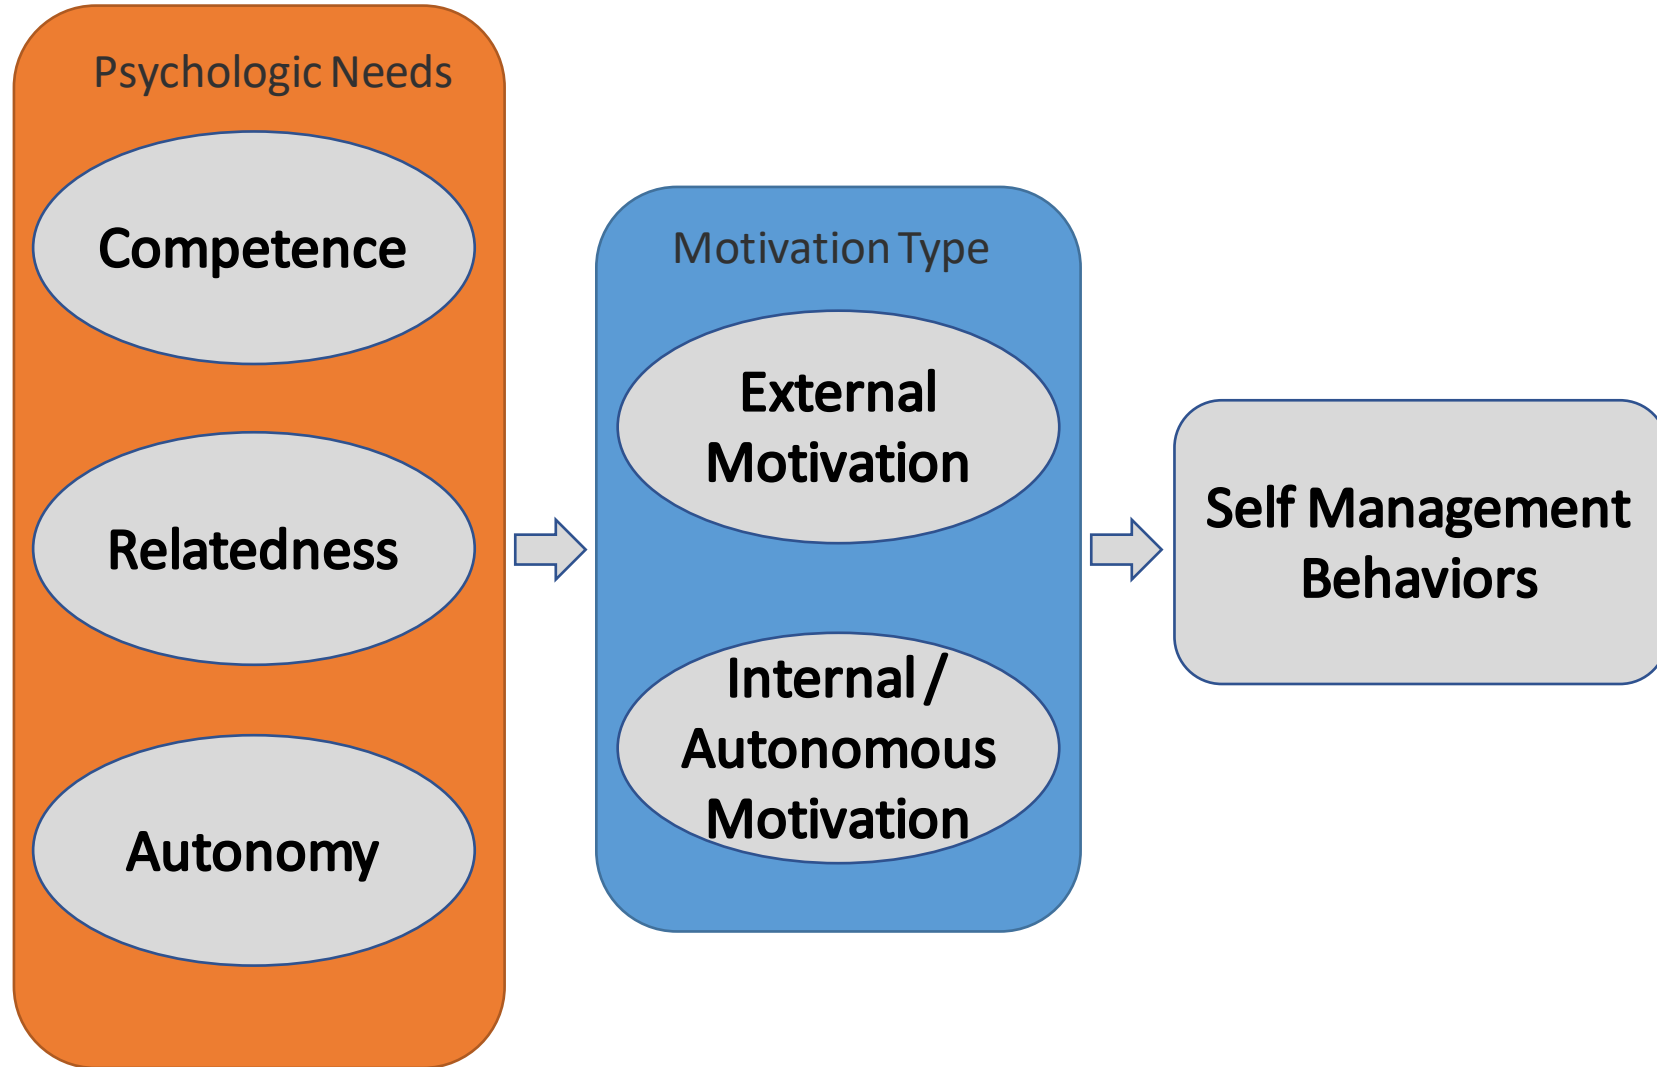 Psychologic Needs
Competence
Relatedness
Autonomy
Motivation Type
External
Motivation
Internal /
Autonomous
Motivation
Self Management
Behaviors